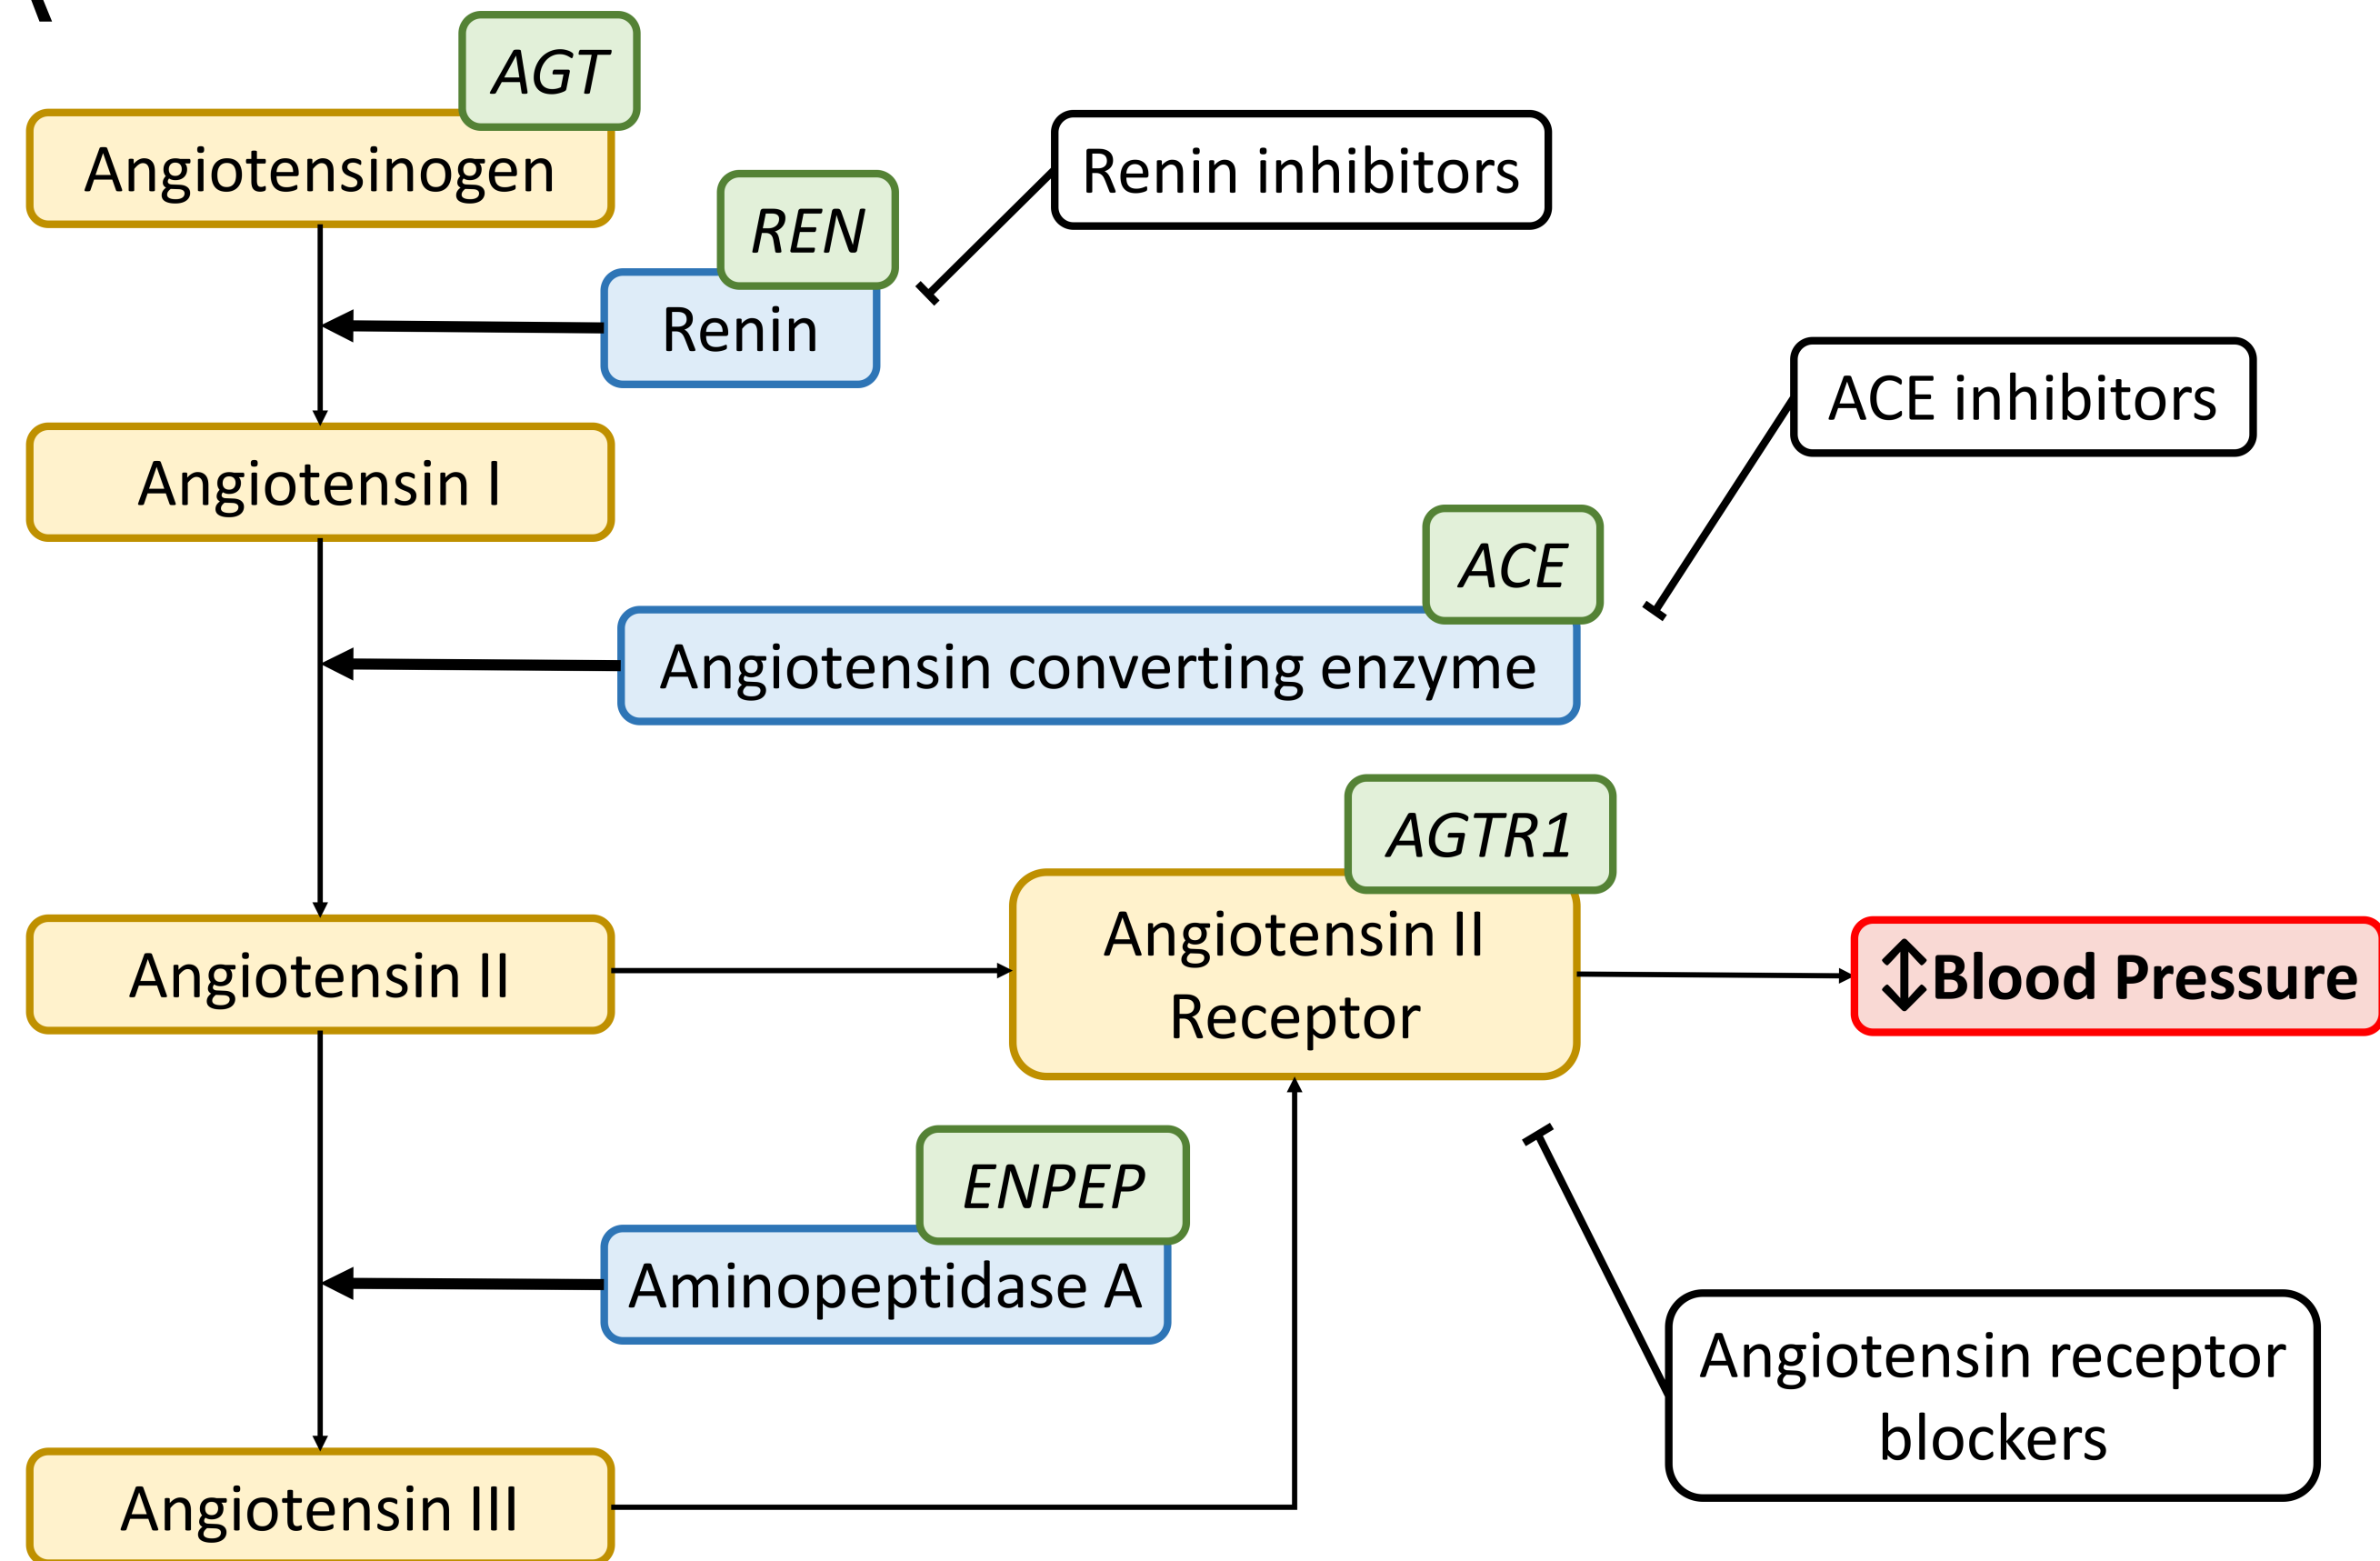 AGT
Angiotensinogen
Renin inhibitors
REN
Renin
ACE inhibitors
Angiotensin I
ACE
Angiotensin converting enzyme
AGTR1
Angiotensin II
Angiotensin II
Receptor
↕Blood Pressure
ENPEP
Aminopeptidase A
Angiotensin receptor
blockers
Angiotensin III